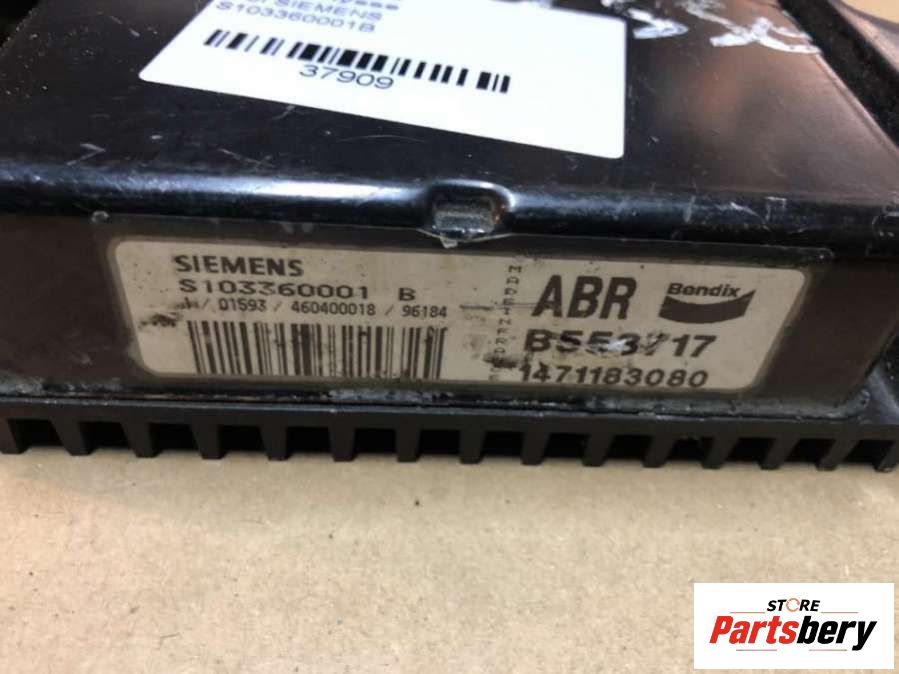 SIEMENS
S103360001B
37909
SIEMENS
S103360001 B
01593 / 460400018 / 96184
ABR
Bendix
1471183080
STORE
Partsbery